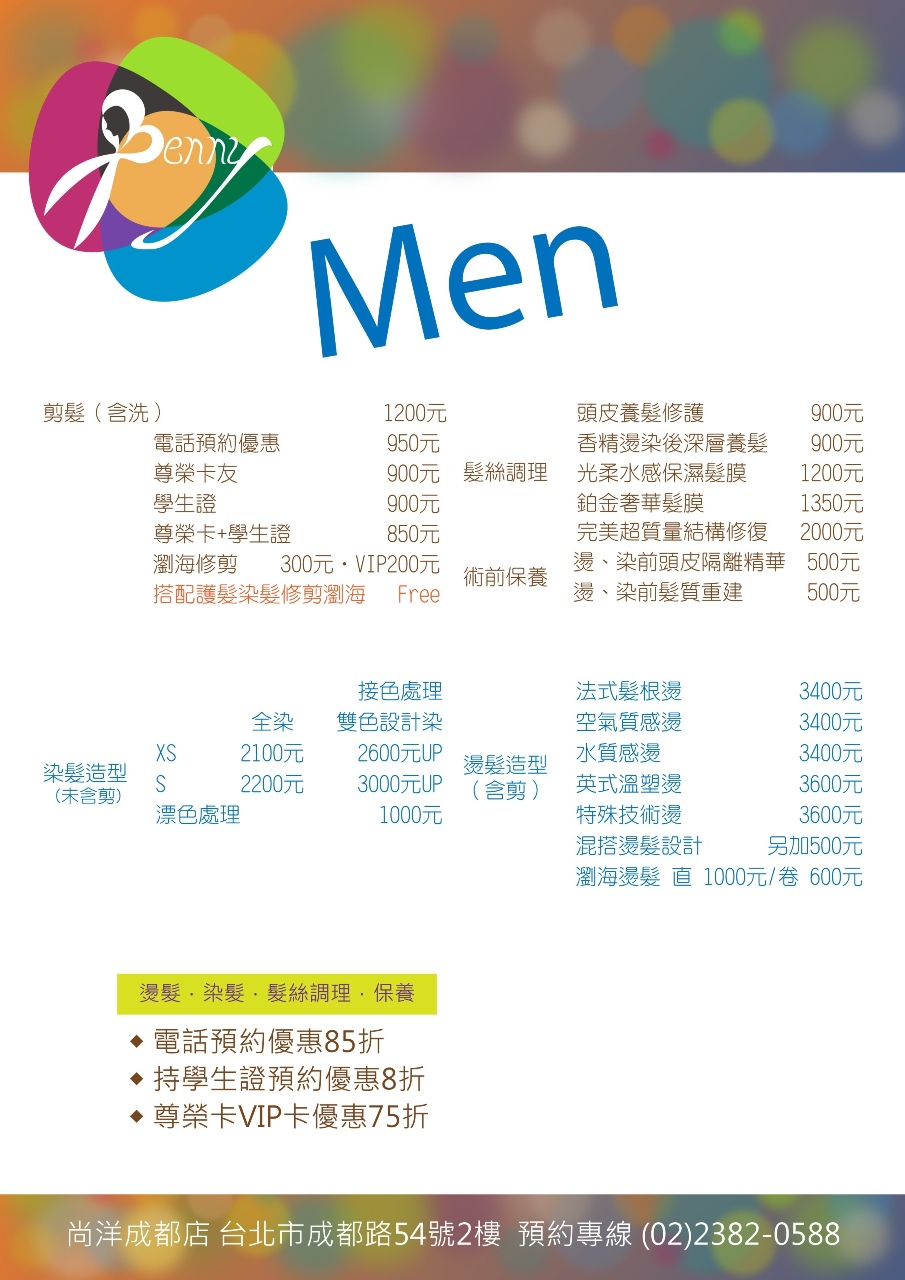 Penny
Men
剪髮（含洗） 1200元
電話預約優惠 950元
尊榮卡友 900元
學生證 900元
尊榮卡+學生證 850元
瀏海修剪 300元・VIP200元
搭配護髮染髮修剪瀏海 Free
髮絲調理
頭皮養髮修護 900元
香精燙染後深層養髮 900元
光柔水感保濕髮膜 1200元
鉑金奢華髮膜 1350元
完美超質量結構修復 2000元
術前保養
燙、染前頭皮隔離精華 500元
燙、染前髮質重建 500元
染髮造型
（未含剪）
接色處理
全染 雙色設計染
XS 2100元 2600元UP
S 2200元 3000元UP
漂色處理 1000元
燙髮造型
（含剪）
法式髮根燙 3400元
空氣質感燙 3400元
水質感燙 3400元
英式溫塑燙 3600元
特殊技術燙 3600元
混搭燙髮設計 另加500元
瀏海燙髮 直 1000元/卷 600元
燙髮．染髮．髮絲調理．保養
◆ 電話預約優惠85折
◆ 持學生證預約優惠8折
◆ 尊榮卡VIP卡優惠75折
尚洋成都店 台北市成都路54號2樓 預約專線 (02)2382-0588